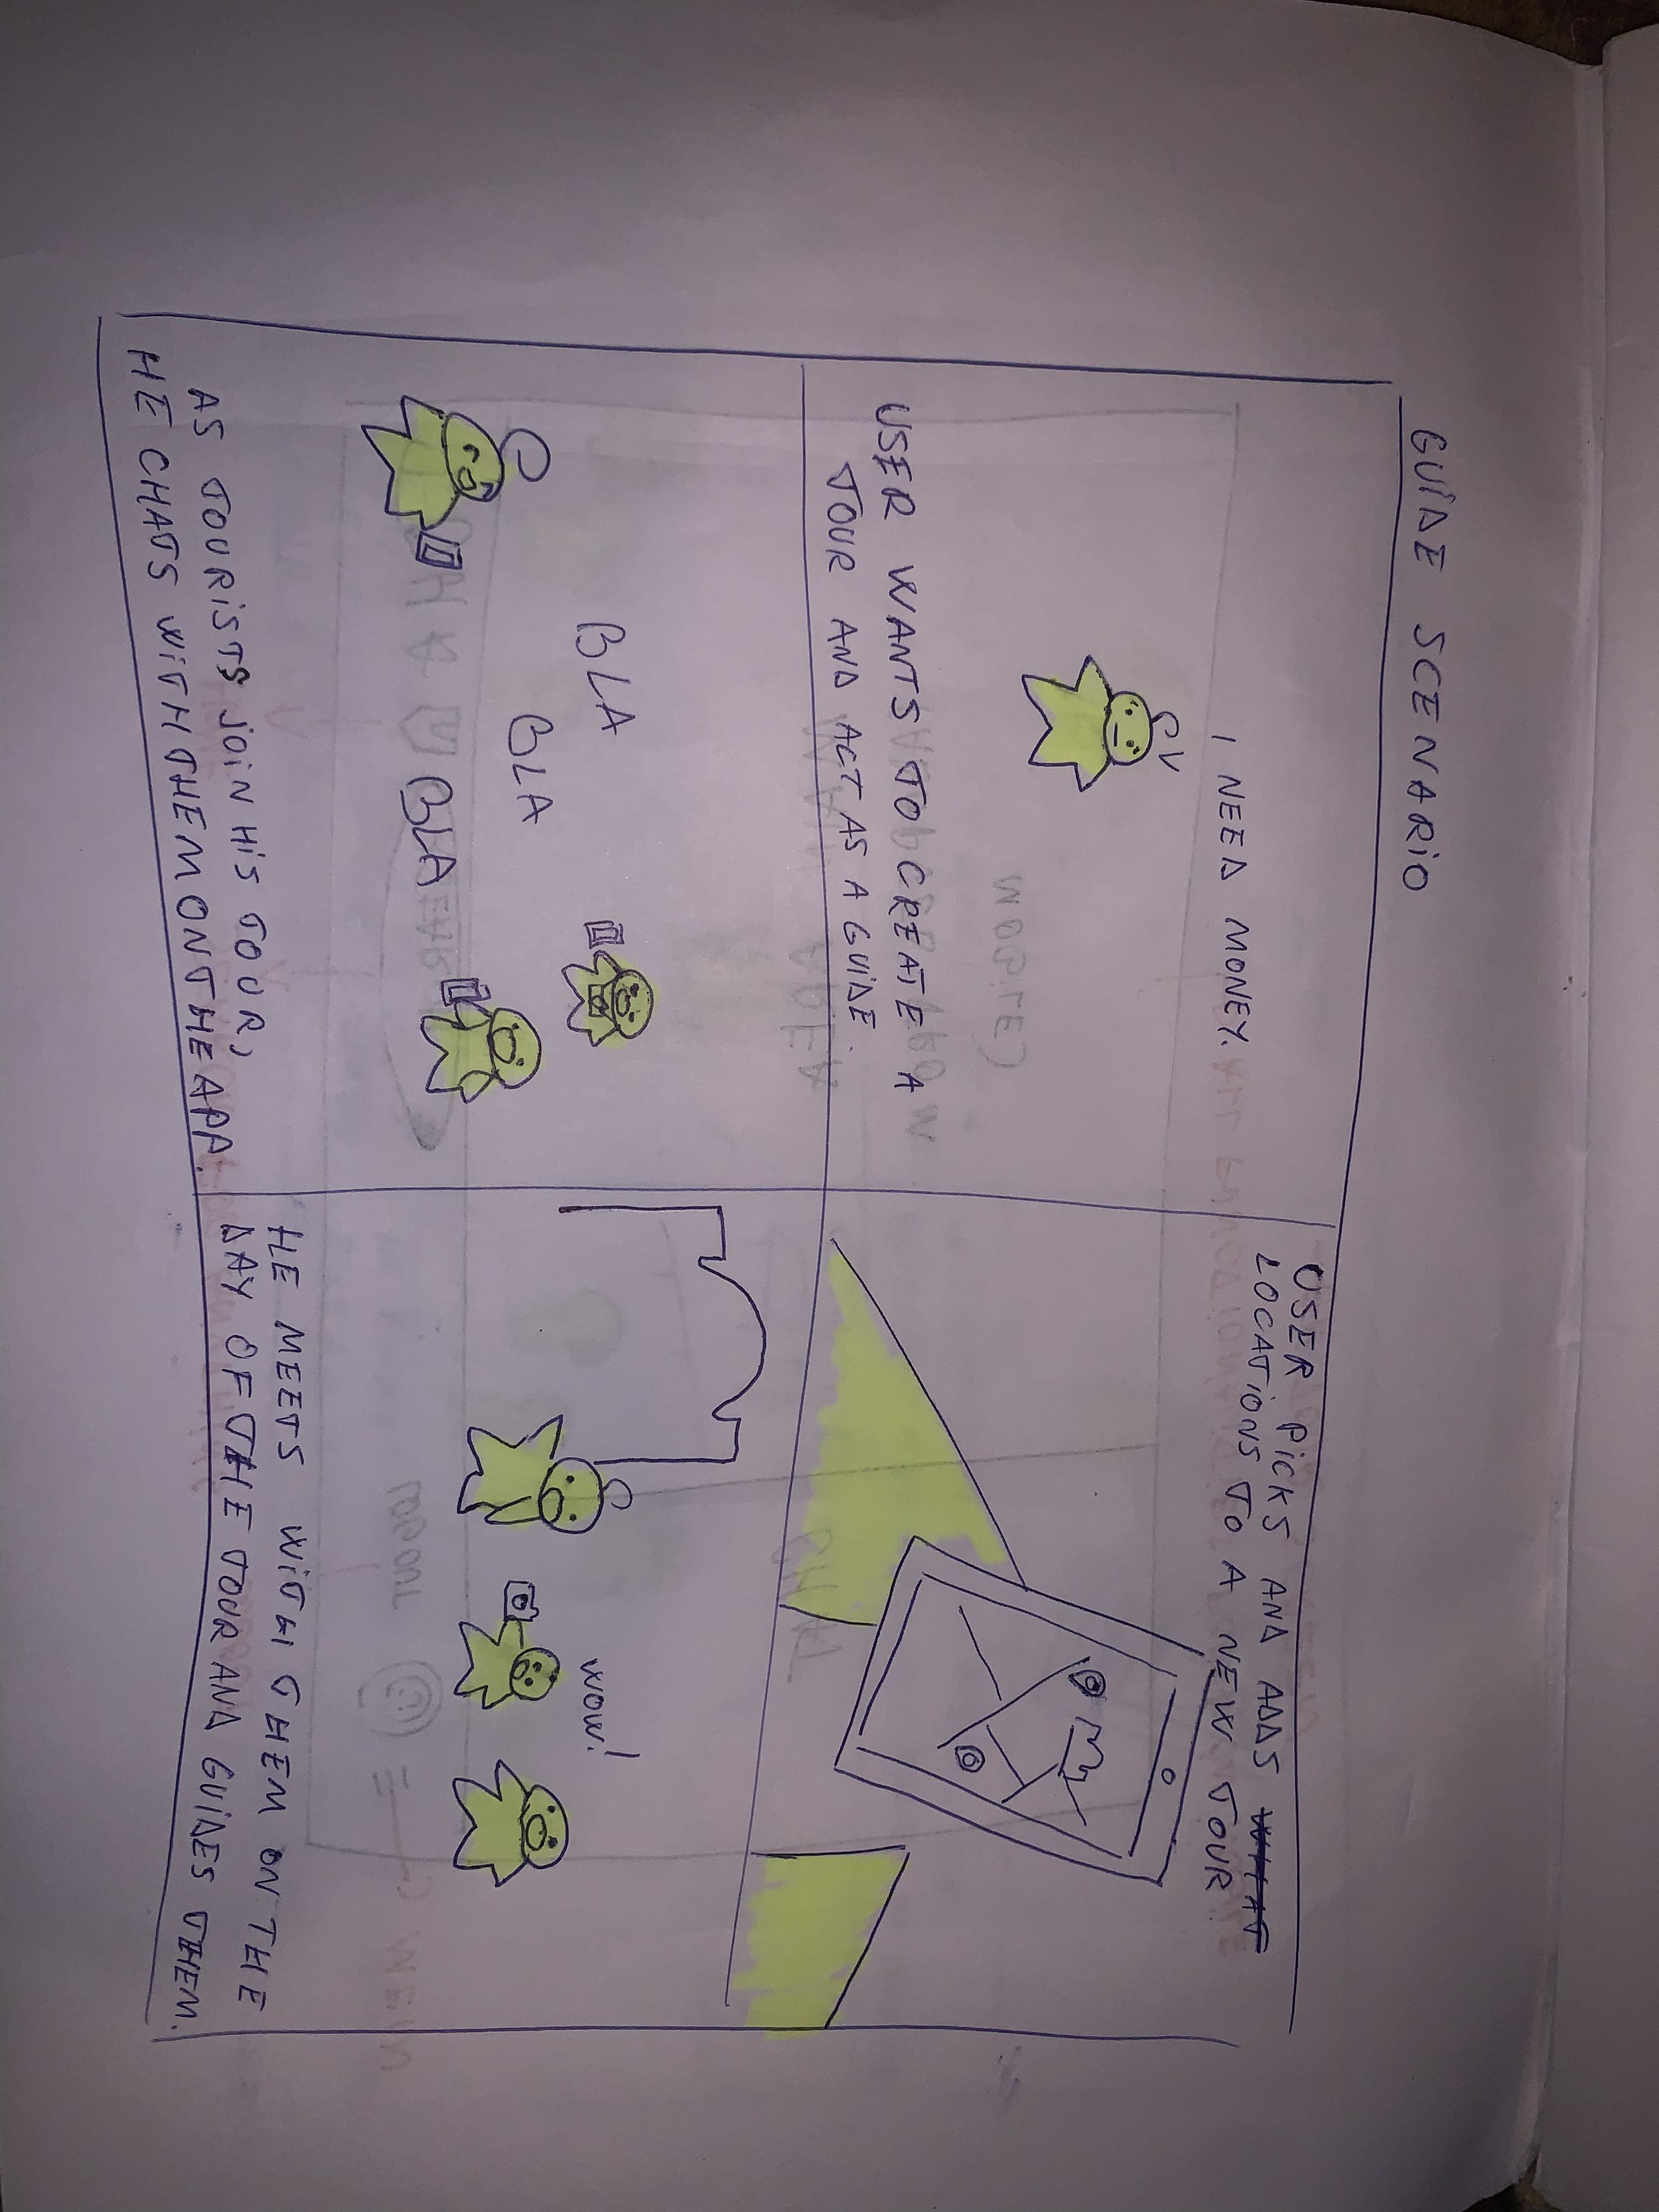 GUIDE SCENARIO
I NEED MONEY.
USER WANTS TO CREATE A
TOUR AND ACT AS A GUIDE.
USER PICKS AND ADDS WHAT
LOCATIONS TO A NEW TOUR.
BLA
BLA
BLA
AS TOURISTS JOIN HIS TOUR,
HE CHATS WITH THEM ON THE APP.
WOW!
HE MEETS WITH THEM ON THE
DAY OF THE TOUR AND GUIDES THEM.
CHAT
LOGOUT